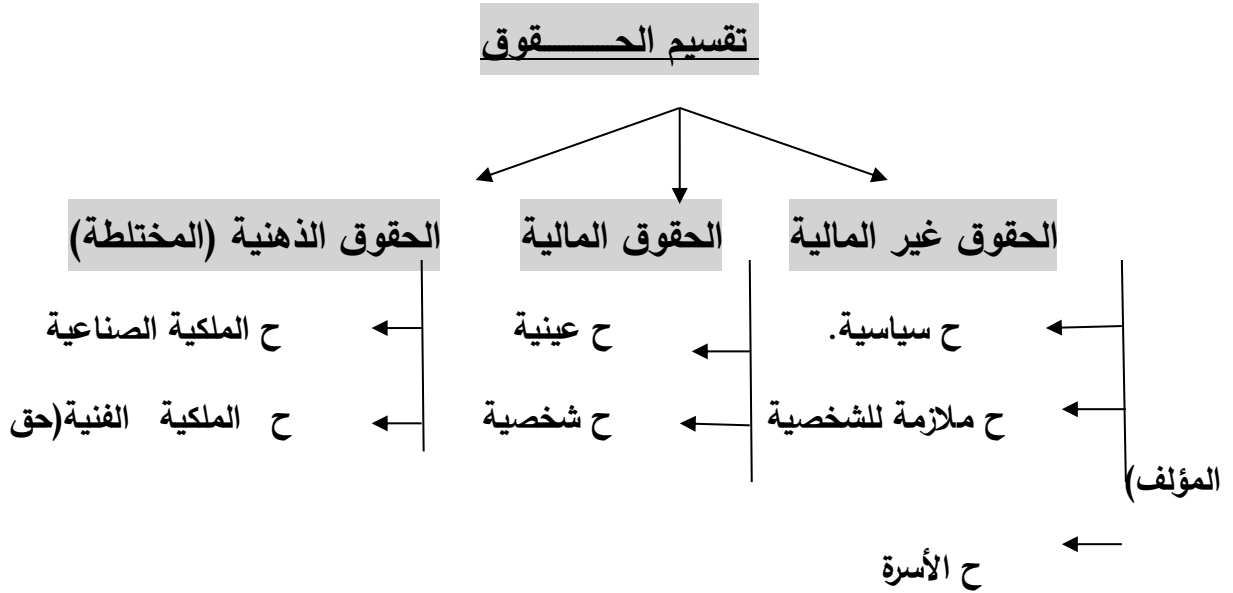 تقسيم الحـــــــقوق
الحقوق غير المالية الحقوق المالية الحقوق الذهنية (المختلطة)
ح سياسية. ح عينية ح الملكية الصناعية
ح ملازمة للشخصية ح شخصية ح الملكية الفنية(حق
المؤلف)
ح الأسرة